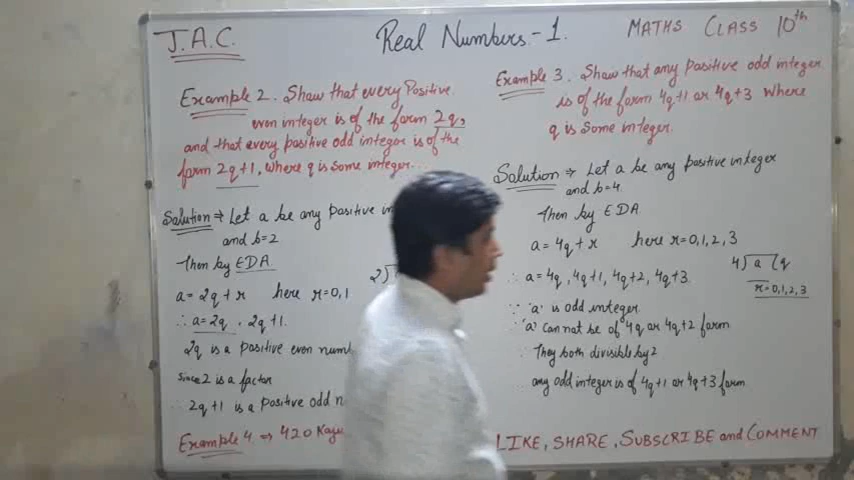 J.A.C.
Real Numbers-1.
MATHS CLASS 10th
Example 2. Show that every Positive
even integer is of the form 2q,
and that every positive odd integer is of the
form 2q+1, where q is some integer...
Solution ⇒ Let a be any positive in
and b=2
Then by EDA
2)
a = 2q + r here r=0,1
∴ a=2q, 2q+1.
2q is a positive even numb
since 2 is a factor
∴ 2q+1 is a positive odd n
Example 4. ⇒ 420 Kaju
Example 3. Show that any positive odd integer
is of the form 4q+1 or 4q+3 Where
q is some integer.
Solution ⇒ Let a be any positive integer
and b=4.
Then by EDA
a = 4q + r here r=0,1,2,3
4) a (q
r=0,1,2,3
∴ a = 4q, 4q+1, 4q+2, 4q+3.
∵ 'a' is odd integer.
∴ 'a' can not be of 4q or 4q+2 form
∵ They both divisible by 2
∴ any odd integer is of 4q+1 or 4q+3 form
LIKE, SHARE, SUBSCRIBE and COMMENT